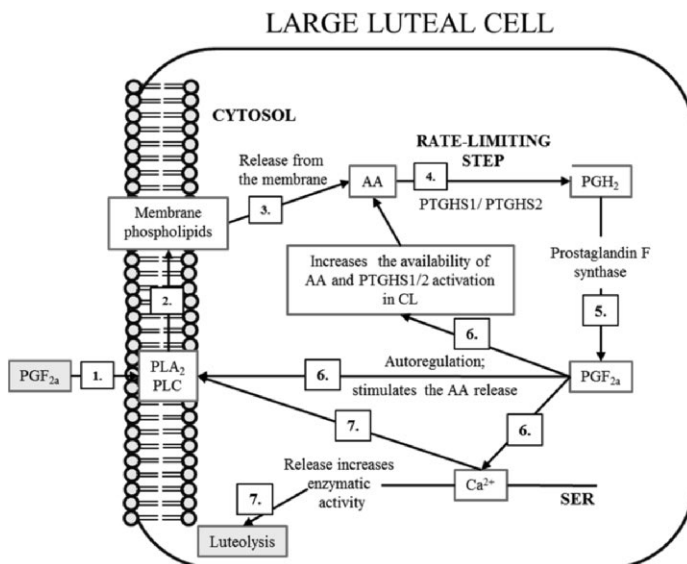 LARGE LUTEAL CELL
CYTOSOL
Release from
the membrane
RATE-LIMITING
STEP
AA
4.
PGH2
3.
PTGHS1/ PTGHS2
Membrane
phospholipids
Increases the availability of
AA and PTGHS1/2 activation
in CL
Prostaglandin F
synthase
2.
5.
6.
PGF2a
1.
PLA2
PLC
6.
Autoregulation;
stimulates the AA release
PGF2a
7.
6.
Release increases
enzymatic
activity
7.
Ca2+
SER
Luteolysis